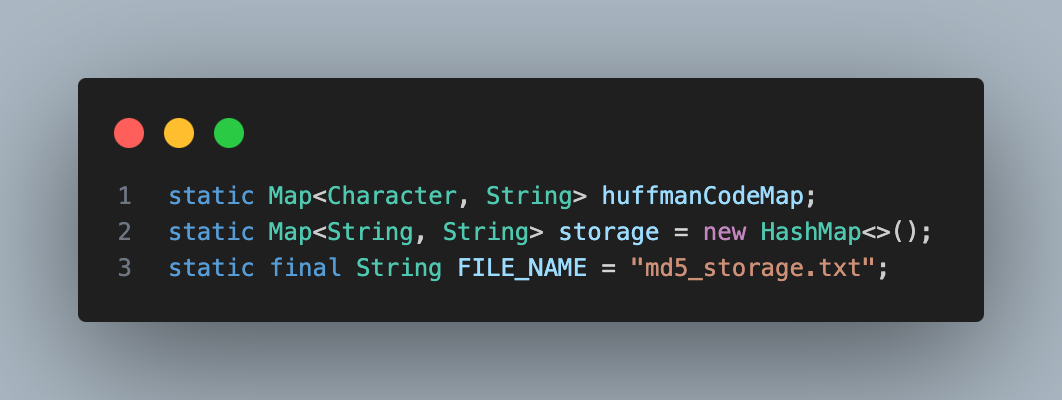 1 static Map<Character, String> huffmanCodeMap;
2 static Map<String, String> storage = new HashMap<>();
3 static final String FILE_NAME = "md5_storage.txt";